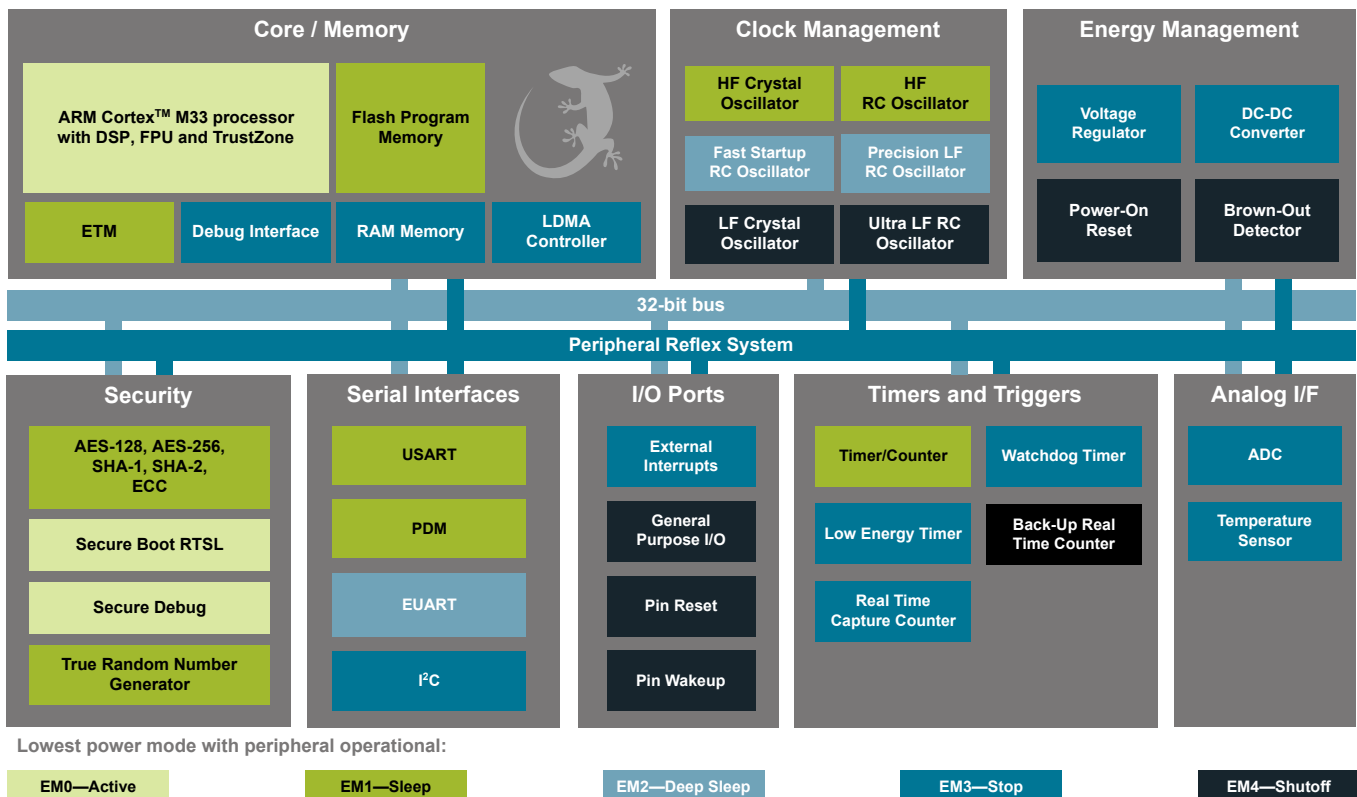 Core / Memory
ARM Cortex™ M33 processor
with DSP, FPU and TrustZone
Flash Program
Memory
ETM
Debug Interface
RAM Memory
LDMA
Controller
Clock Management
HF Crystal
Oscillator
HF
RC Oscillator
Fast Startup
RC Oscillator
Precision LF
RC Oscillator
LF Crystal
Oscillator
Ultra LF RC
Oscillator
Energy Management
Voltage
Regulator
DC-DC
Converter
Power-On
Reset
Brown-Out
Detector
32-bit bus
Peripheral Reflex System
Security
AES-128, AES-256,
SHA-1, SHA-2,
ECC
Secure Boot RTSL
Secure Debug
True Random Number
Generator
Serial Interfaces
USART
PDM
EUART
I²C
I/O Ports
External
Interrupts
General
Purpose I/O
Pin Reset
Pin Wakeup
Timers and Triggers
Timer/Counter
Watchdog Timer
Low Energy Timer
Back-Up Real
Time Counter
Real Time
Capture Counter
Analog I/F
ADC
Temperature
Sensor
Lowest power mode with peripheral operational:
EM0—Active
EM1—Sleep
EM2—Deep Sleep
EM3—Stop
EM4—Shutoff